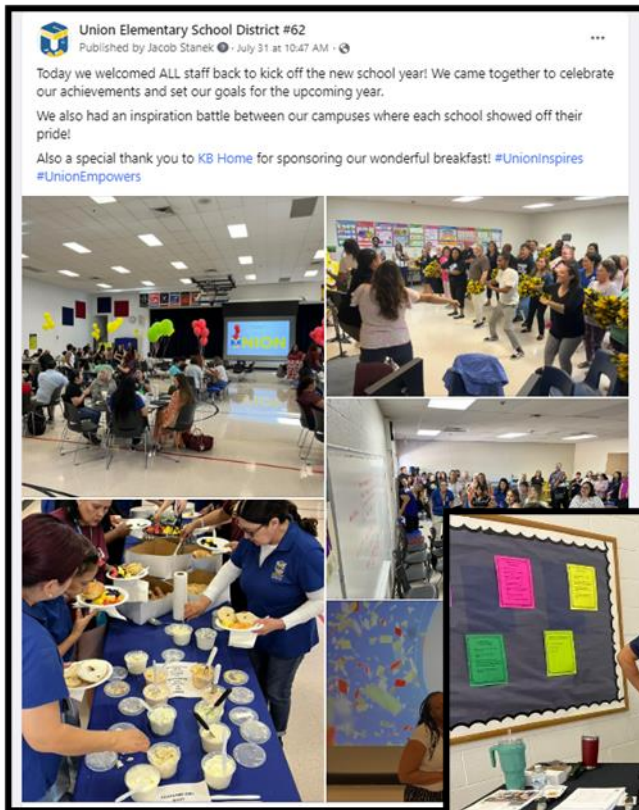 Union Elementary School District #62
Published by Jacob Stanek · July 31 at 10:47 AM ·
Today we welcomed ALL staff back to kick off the new school year! We came together to celebrate
our achievements and set our goals for the upcoming year.
We also had an inspiration battle between our campuses where each school showed off their
pride!
Also a special thank you to KB Home for sponsoring our wonderful breakfast! #UnionInspires
#UnionEmpowers
UNION